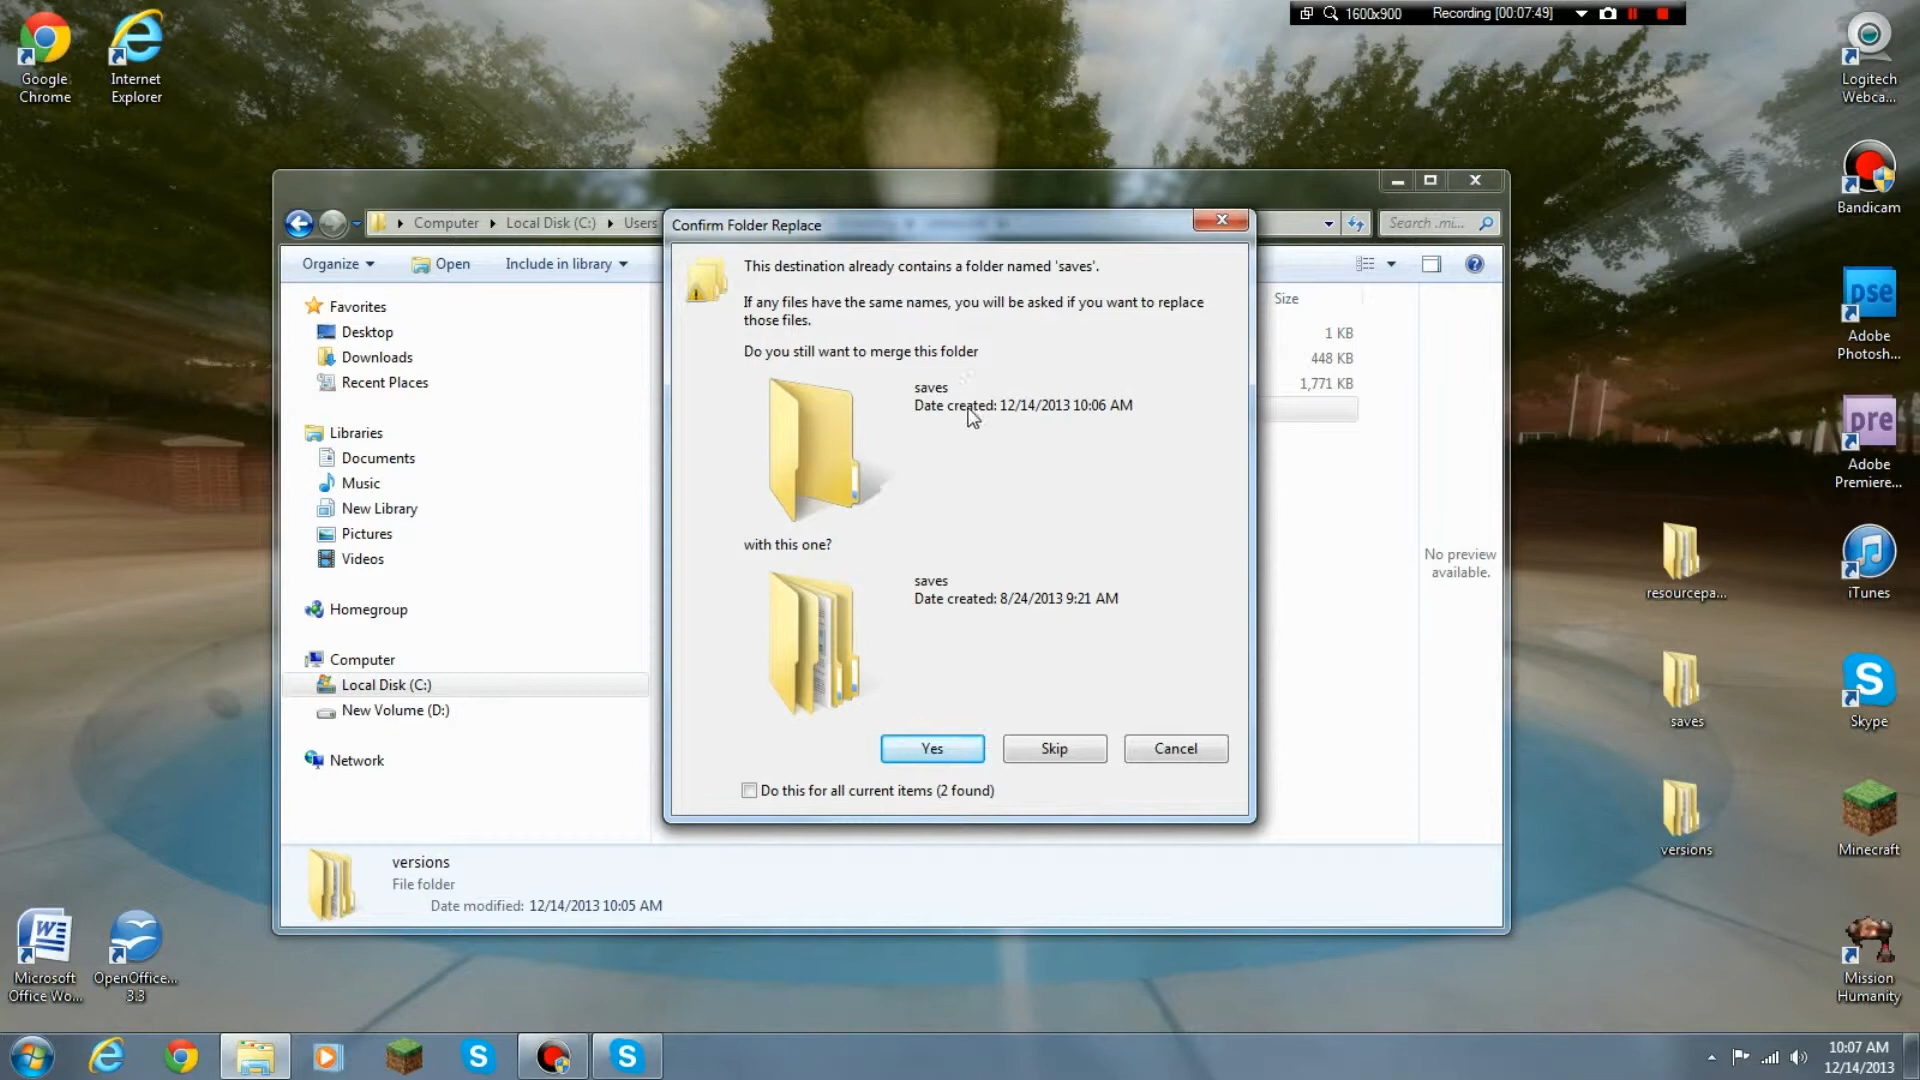 1600x900
Recording [00:07:49]
Google
Chrome
Internet
Explorer
Logitech
Webca...
Bandicam
pse
Adobe
Photosh...
pre
Adobe
Premiere...
resourcepa...
iTunes
saves
Skype
versions
Minecraft
Mission
Humanity
Computer
Local Disk (C:)
Users
Search .mi...
Organize
Open
Include in library
Favorites
Desktop
Downloads
Recent Places
Libraries
Documents
Music
New Library
Pictures
Videos
Homegroup
Computer
Local Disk (C:)
New Volume (D:)
Network
Size
1 KB
448 KB
1,771 KB
No preview
available.
Confirm Folder Replace
This destination already contains a folder named 'saves'.
If any files have the same names, you will be asked if you want to replace
those files.
Do you still want to merge this folder
saves
Date created: 12/14/2013 10:06 AM
with this one?
saves
Date created: 8/24/2013 9:21 AM
Yes
Skip
Cancel
Do this for all current items (2 found)
versions
File folder
Date modified: 12/14/2013 10:05 AM
W
Microsoft
Office Wo...
OpenOffice...
3.3
10:07 AM
12/14/2013